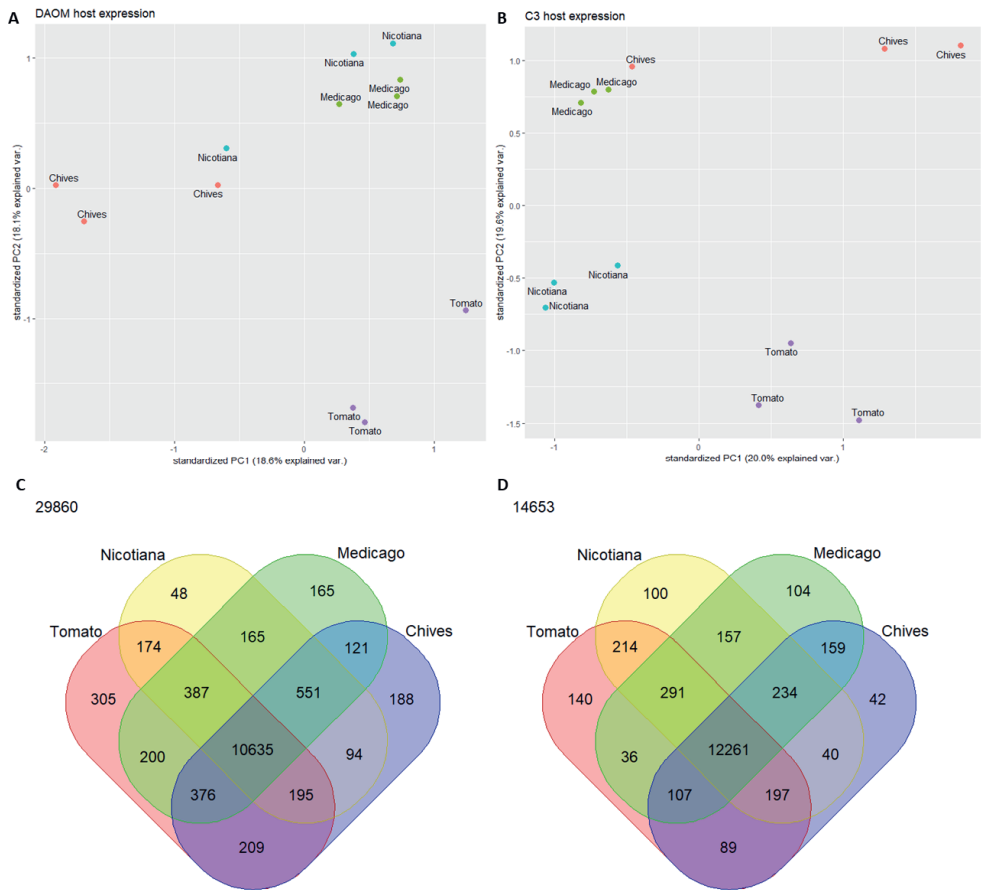 A
DAOM host expression
Nicotiana
Nicotiana
Medicago
Medicago
Medicago
Nicotiana
Chives
Chives
Chives
Tomato
Tomato
Tomato
1
0
-1
-2
-1
0
1
standardized PC2 (18.1% explained var.)
standardized PC1 (18.6% explained var.)
B
C3 host expression
Chives
Chives
Chives
Medicago
Medicago
Medicago
Nicotiana
Nicotiana
Nicotiana
Tomato
Tomato
Tomato
1.0
0.5
0.0
-0.5
-1.0
-1.5
-1
0
1
standardized PC2 (19.6% explained var.)
standardized PC1 (20.0% explained var.)
C
29860
Nicotiana
Medicago
Tomato
Chives
48
165
174
165
121
305
387
551
188
200
10635
94
376
195
209
D
14653
Nicotiana
Medicago
Tomato
Chives
100
104
214
157
159
140
291
234
42
36
12261
40
107
197
89